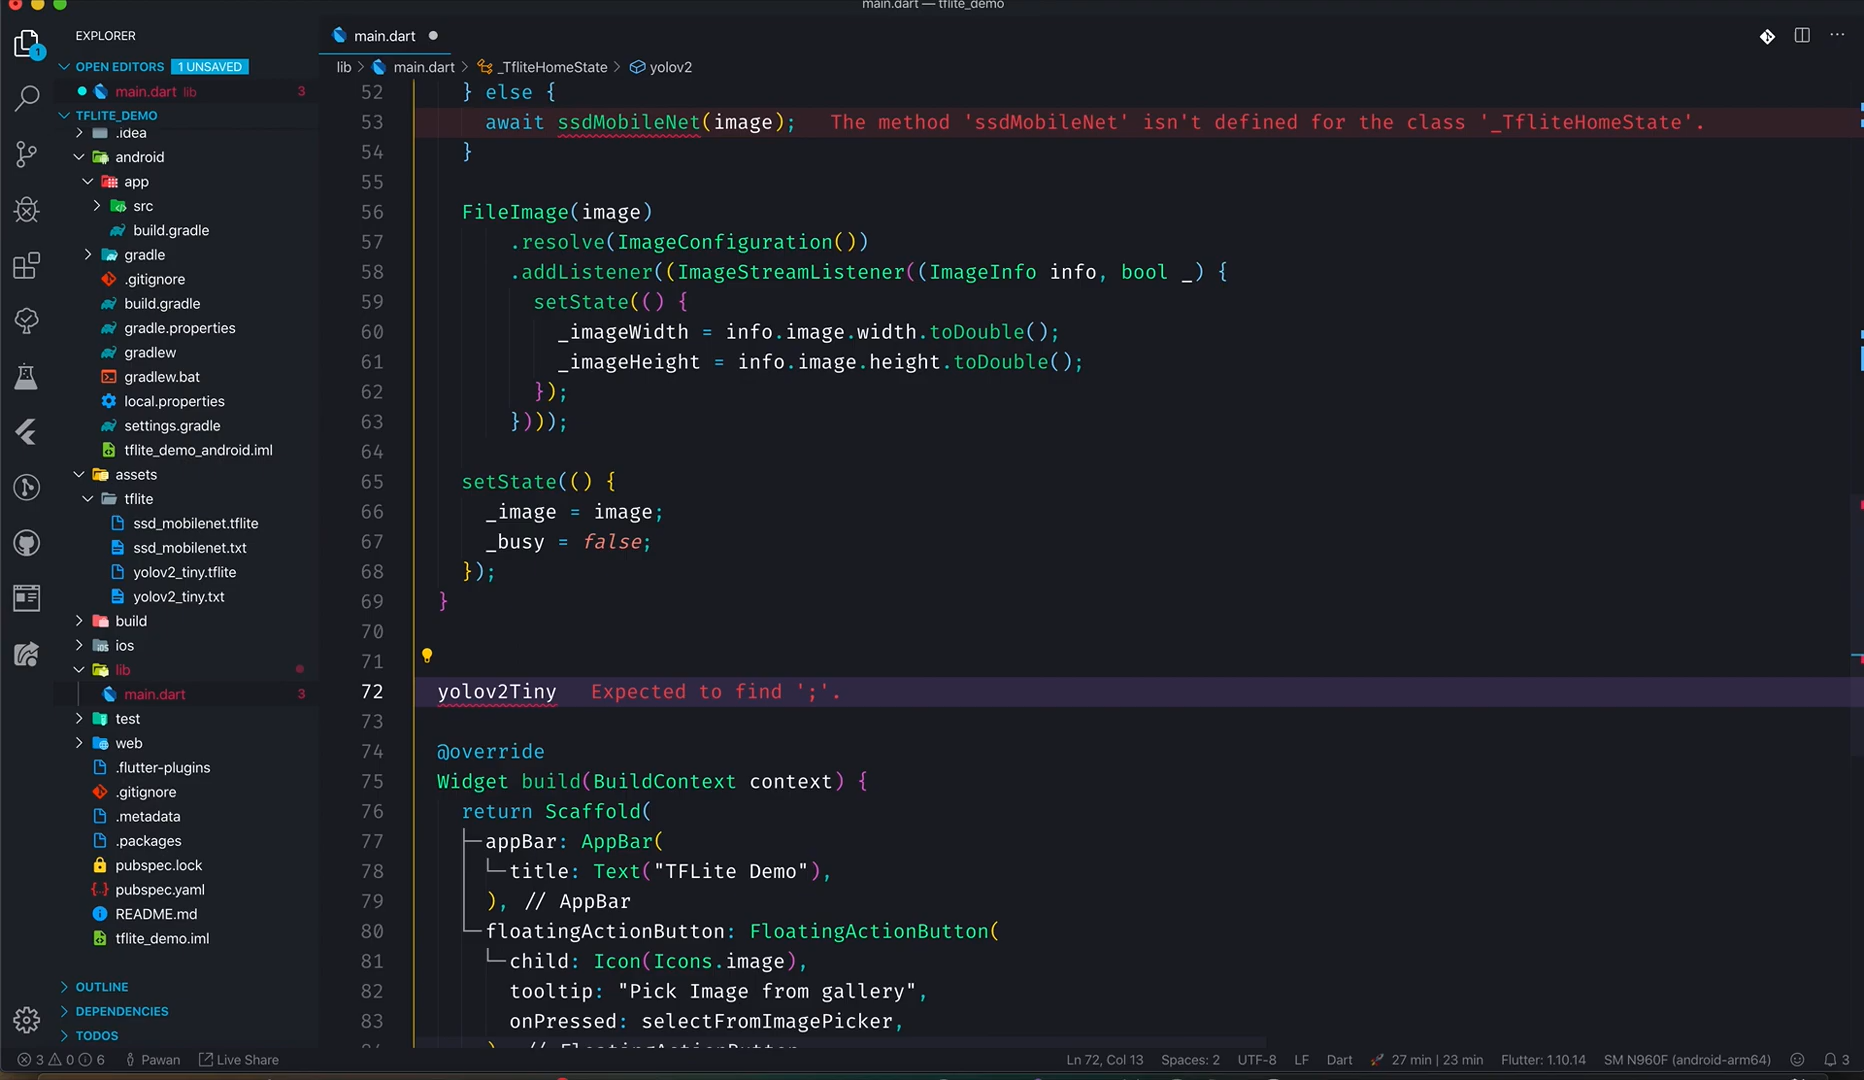 main.dart — tflite_demo
EXPLORER
OPEN EDITORS 1 UNSAVED
main.dart lib 3
TFLITE_DEMO
.idea
android
app
src
build.gradle
gradle
.gitignore
build.gradle
gradle.properties
gradlew
gradlew.bat
local.properties
settings.gradle
tflite_demo_android.iml
assets
tflite
ssd_mobilenet.tflite
ssd_mobilenet.txt
yolov2_tiny.tflite
yolov2_tiny.txt
build
ios
lib
main.dart 3
test
web
.flutter-plugins
.gitignore
.metadata
.packages
pubspec.lock
pubspec.yaml
README.md
tflite_demo.iml
OUTLINE
DEPENDENCIES
TODOS
1
main.dart
lib > main.dart > _TfliteHomeState > yolov2
52 } else {
53 await ssdMobileNet(image); The method 'ssdMobileNet' isn't defined for the class '_TfliteHomeState'.
54 }
55
56 FileImage(image)
57 .resolve(ImageConfiguration())
58 .addListener((ImageStreamListener((ImageInfo info, bool _) {
59 setState(() {
60 _imageWidth = info.image.width.toDouble();
61 _imageHeight = info.image.height.toDouble();
62 });
63 })));
64
65 setState(() {
66 _image = image;
67 _busy = false;
68 });
69 }
70
71
72 yolov2Tiny Expected to find ';'.
73
74 @override
75 Widget build(BuildContext context) {
76 return Scaffold(
77 appBar: AppBar(
78 title: Text("TFLite Demo"),
79 ), // AppBar
80 floatingActionButton: FloatingActionButton(
81 child: Icon(Icons.image),
82 tooltip: "Pick Image from gallery",
83 onPressed: selectFromImagePicker,
84 ), // FloatingActionButton
3 0 6 Pawan Live Share Ln 72, Col 13 Spaces: 2 UTF-8 LF Dart 27 min | 23 min Flutter: 1.10.14 SM N960F (android-arm64) 3